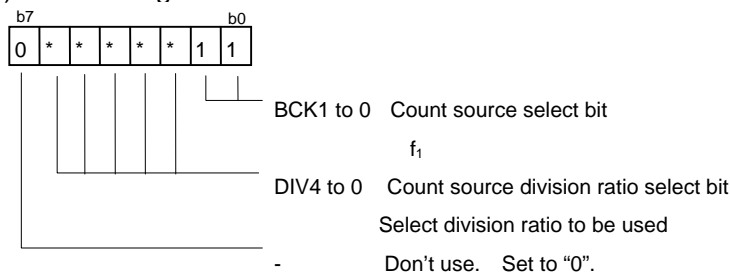 b7 b0
0 * * * * * 1 1
BCK1 to 0 Count source select bit
f₁
DIV4 to 0 Count source division ratio select bit
Select division ratio to be used
- Don’t use. Set to “0”.